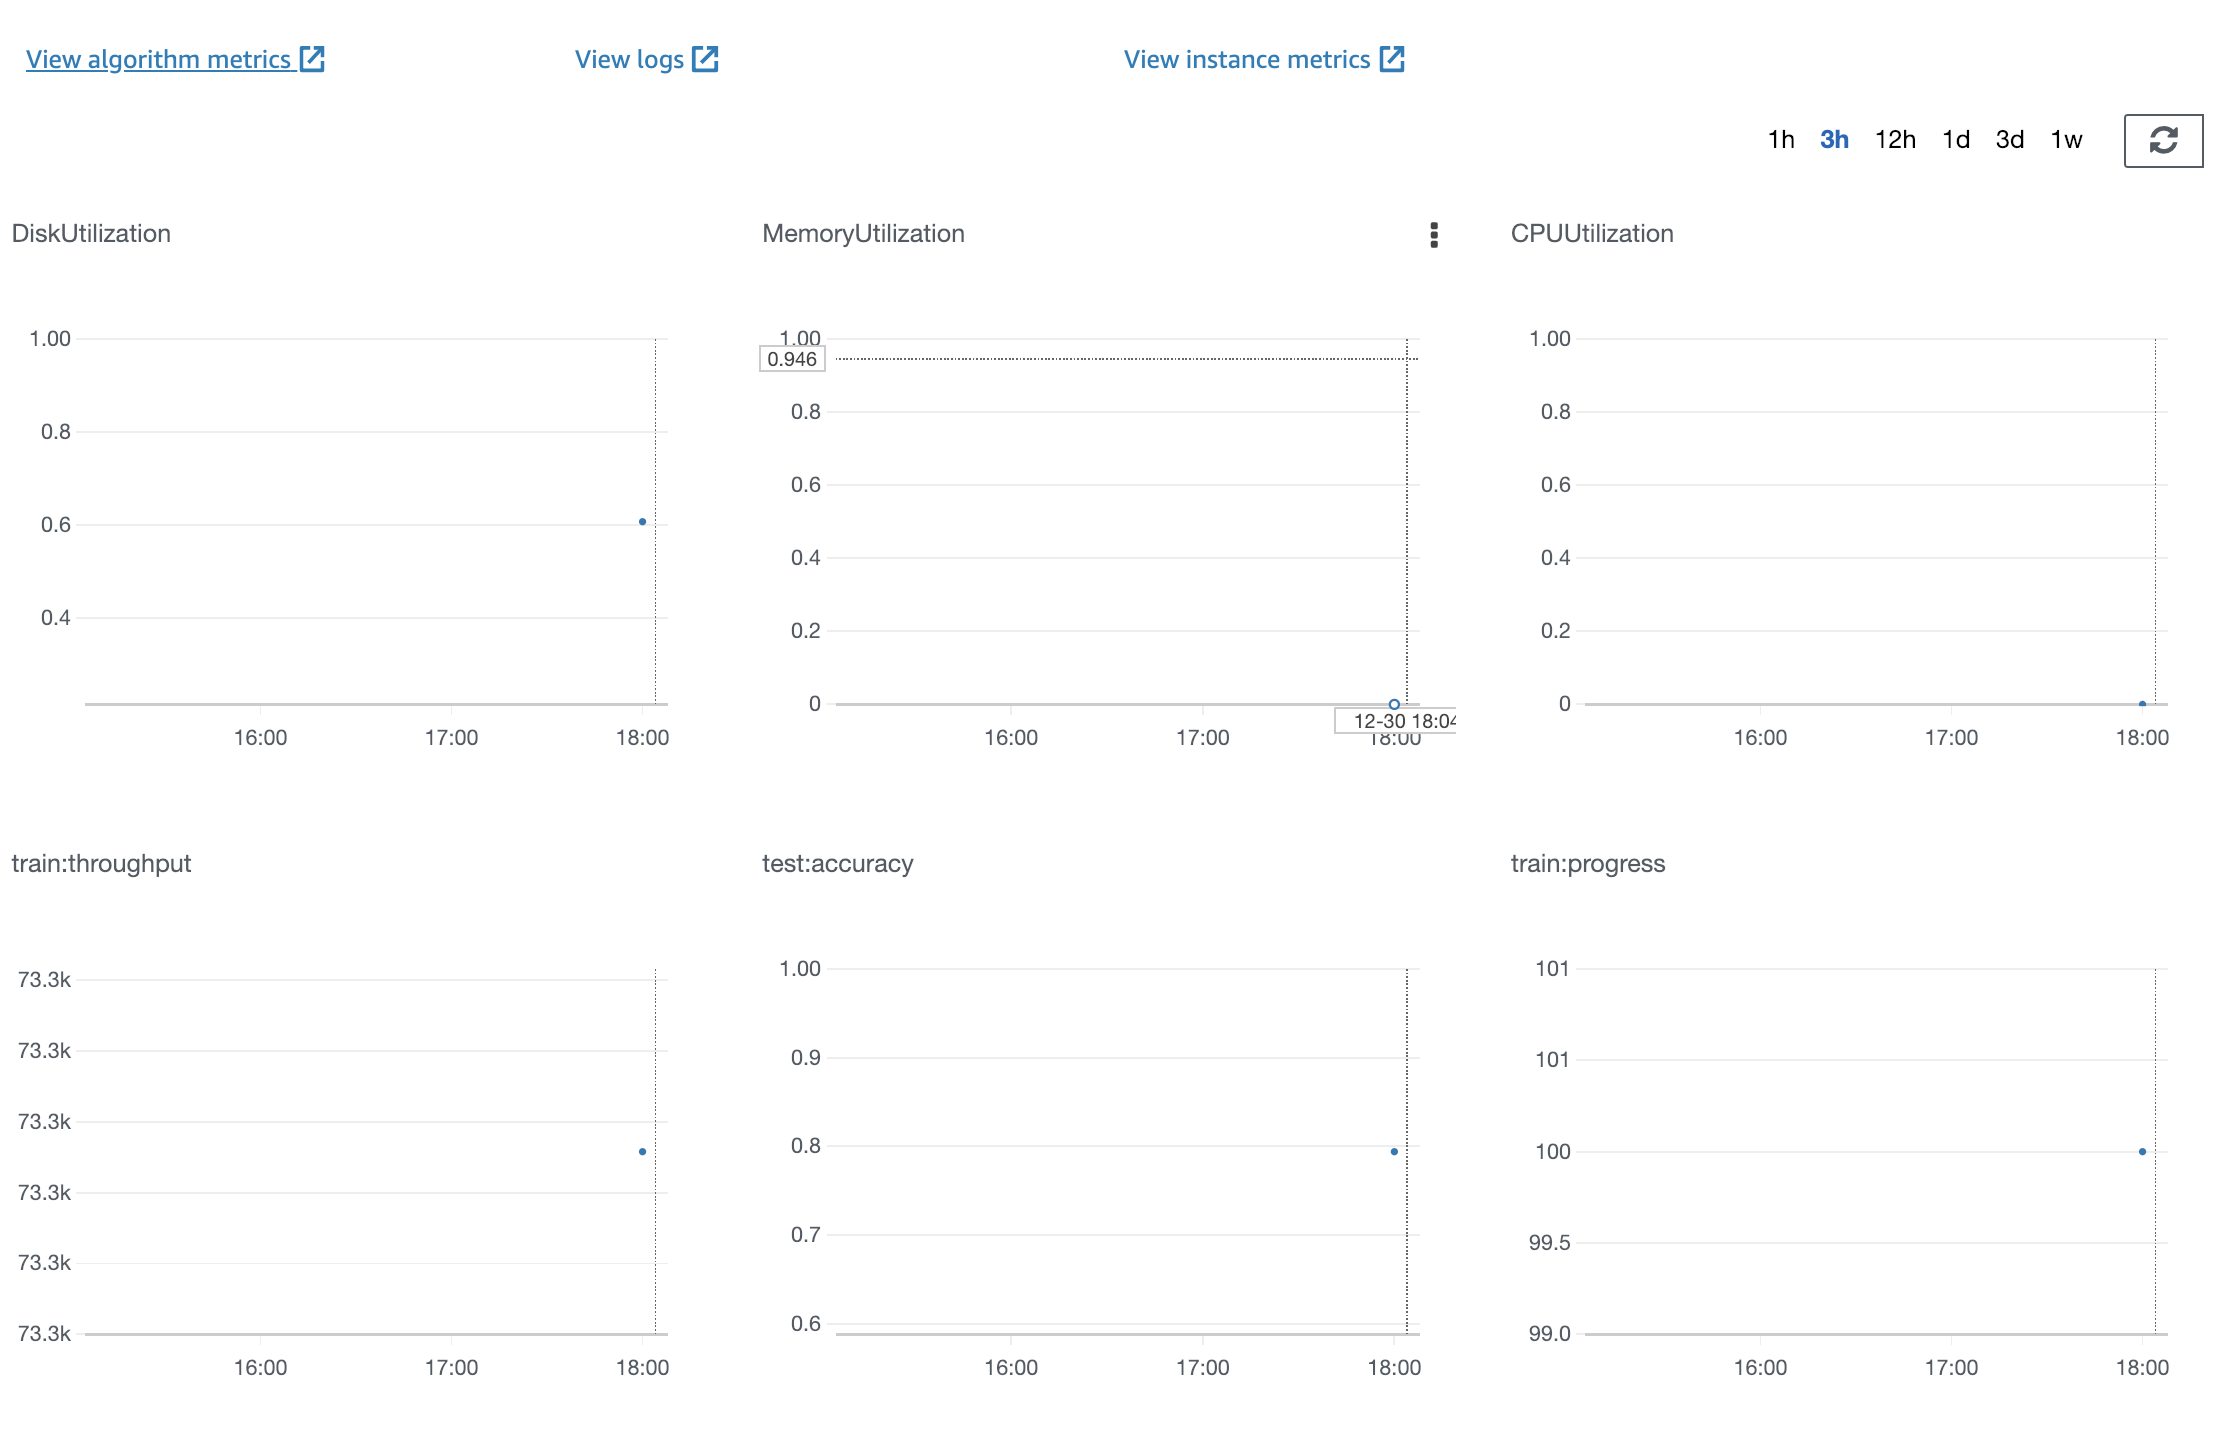 View algorithm metrics
View logs
View instance metrics
1h 3h 12h 1d 3d 1w
DiskUtilization
1.00
0.8
0.6
0.4
16:00 17:00 18:00
MemoryUtilization
1.00
0.946
0.8
0.6
0.4
0.2
0
12-30 18:04
16:00 17:00 18:00
CPUUtilization
1.00
0.8
0.6
0.4
0.2
0
16:00 17:00 18:00
train:throughput
73.3k
73.3k
73.3k
73.3k
73.3k
73.3k
16:00 17:00 18:00
test:accuracy
1.00
0.9
0.8
0.7
0.6
16:00 17:00 18:00
train:progress
101
101
100
99.5
99.0
16:00 17:00 18:00